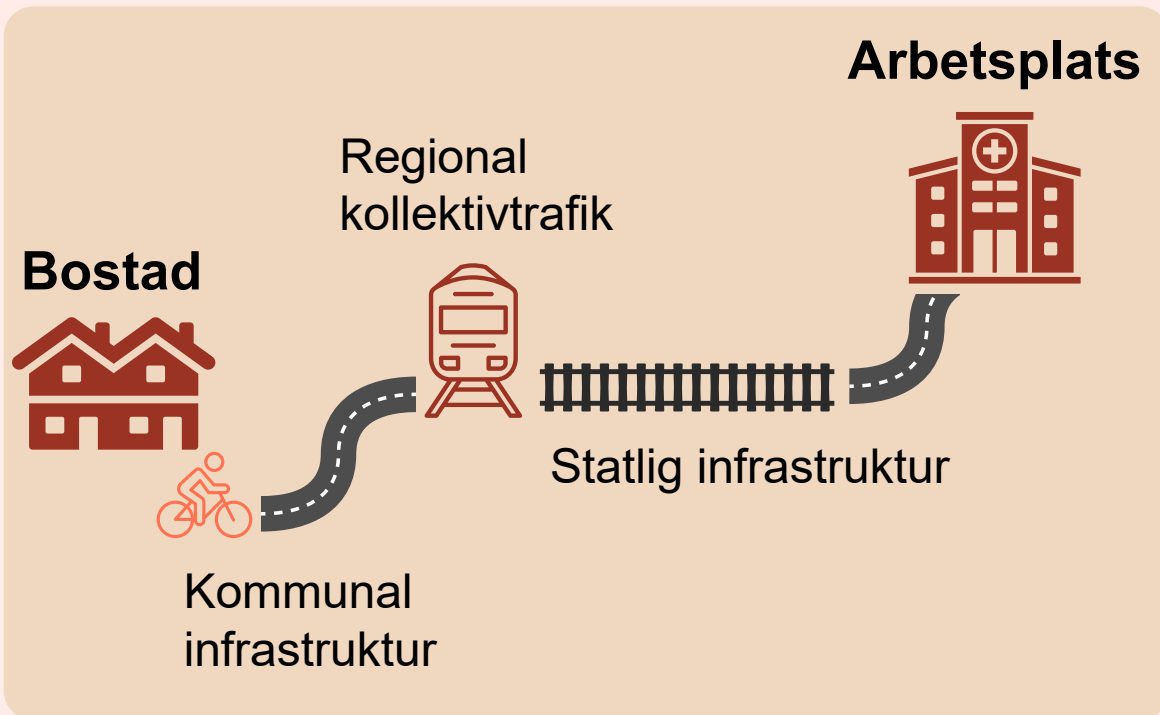 Arbetsplats
Regional
kollektivtrafik
Bostad
Statlig infrastruktur
Kommunal
infrastruktur